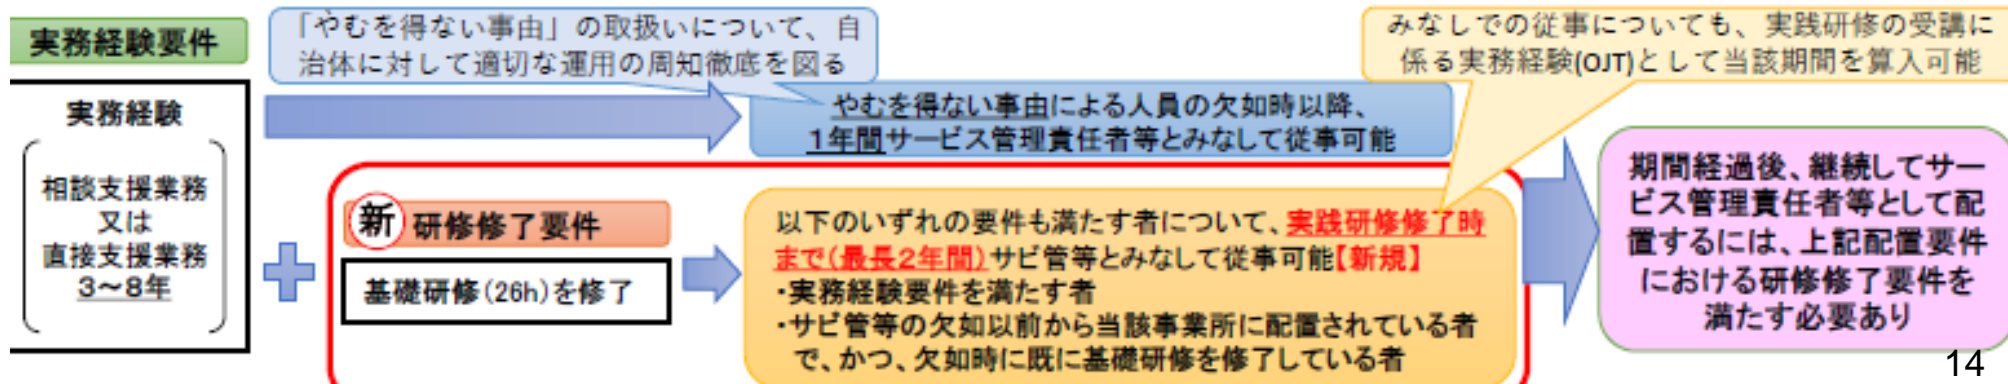 実務経験要件
「やむを得ない事由」の取扱いについて、自
治体に対して適切な運用の周知徹底を図る
みなしでの従事についても、実践研修の受講に
係る実務経験(OJT)として当該期間を算入可能
実務経験
相談支援業務
又は
直接支援業務
3～8年
やむを得ない事由による人員の欠如時以降、
1年間サービス管理責任者等とみなして従事可能
新 研修修了要件
基礎研修(26h)を修了
以下のいずれの要件も満たす者について、実践研修修了時
まで(最長2年間)サビ管等とみなして従事可能【新規】
・実務経験要件を満たす者
・サビ管等の欠如以前から当該事業所に配置されている者
で、かつ、欠如時に既に基礎研修を修了している者
期間経過後、継続してサー
ビス管理責任者等として配
置するには、上記配置要件
における研修修了要件を
満たす必要あり
14